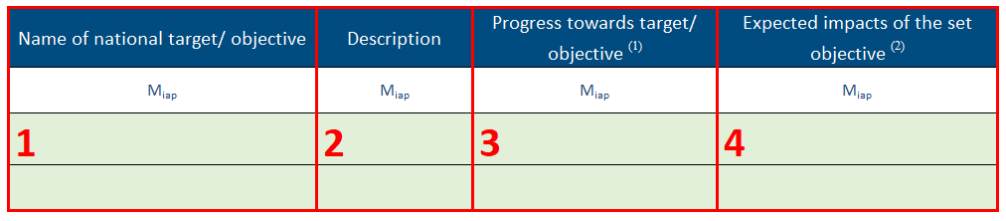 Name of national target/ objective
Description
Progress towards target/
objective (1)
Expected impacts of the set
objective (2)
Miap
Miap
Miap
Miap
1
2
3
4